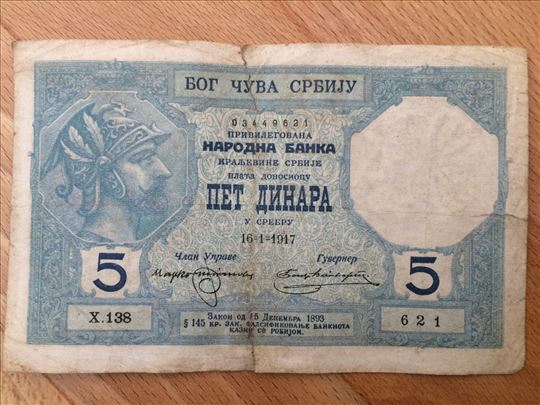 БОГ ЧУВА СРБИЈУ
03449621
ПРИВИЛЕГОВАНА
НАРОДНА БАНКА
КРАЉЕВИНЕ СРБИЈЕ
плаћа доносиоцу
ПЕТ ДИНАРА
У СРЕБРУ
16-1-1917
Члан Управе
Гувернер
5
5
X.138
Закон од 15 Децембра 1893
621
§ 145 КР. ЗАК. ФАЛСИФИКОВАЊЕ БАНКНОТА
КАЗНИ СЕ РОБИЈОМ.